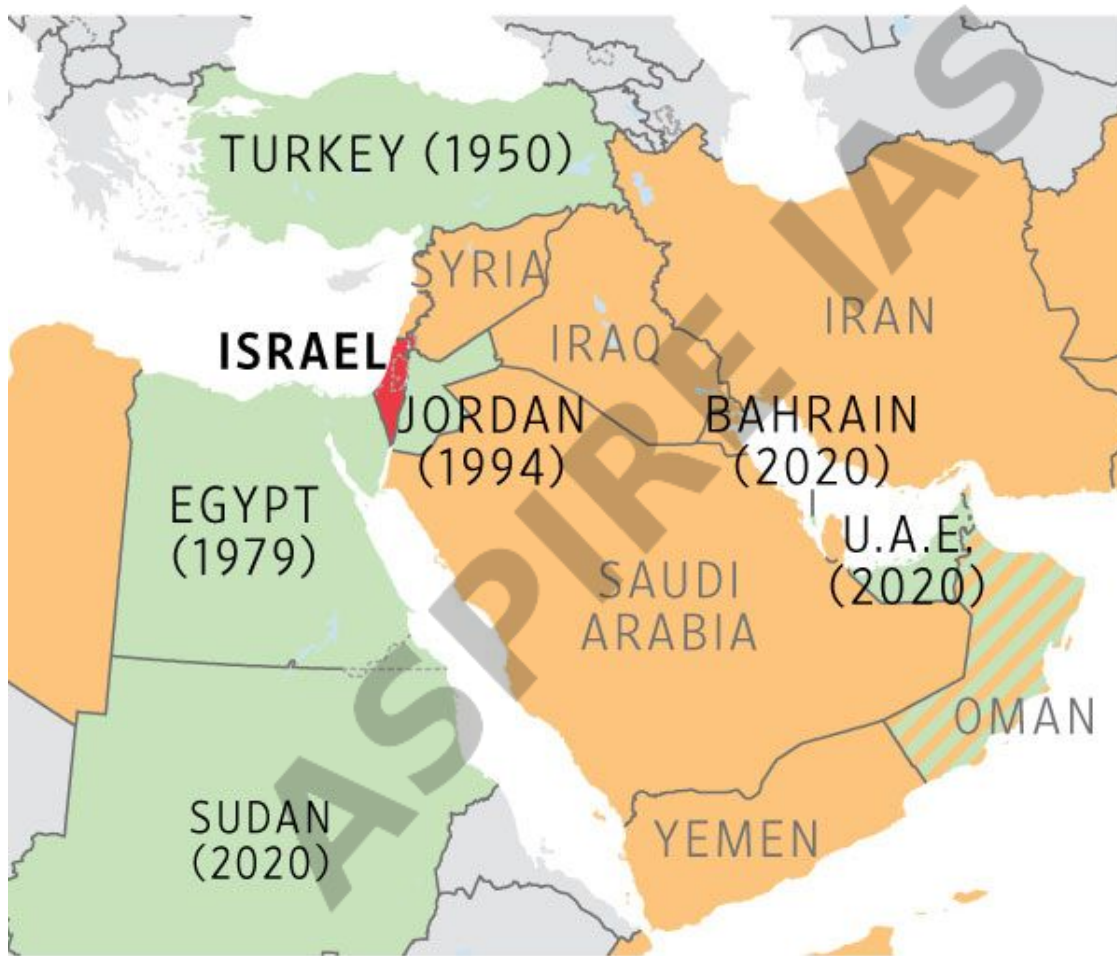 TURKEY (1950)
SYRIA
ISRAEL
IRAQ
IRAN
JORDAN
(1994)
BAHRAIN
(2020)
EGYPT
(1979)
U.A.E.
(2020)
SAUDI
ARABIA
OMAN
SUDAN
(2020)
YEMEN
ASPIRE IAS